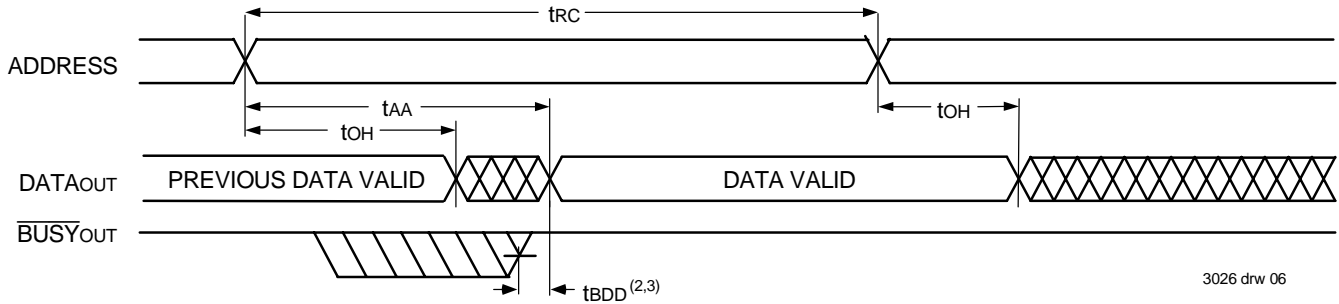 tRC
ADDRESS
tAA
tOH
tOH
DATAOUT
PREVIOUS DATA VALID
DATA VALID
BUSYOUT
tBDD(2,3)
3026 drw 06